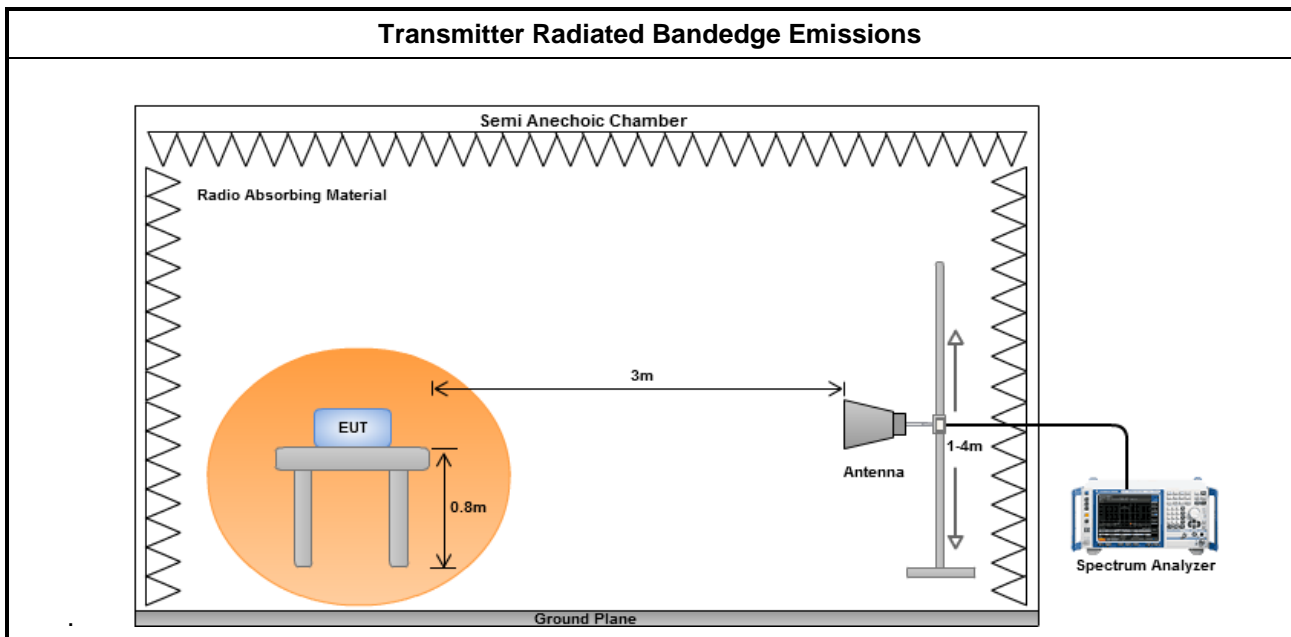 Transmitter Radiated Bandedge Emissions
Semi Anechoic Chamber
Radio Absorbing Material
3m
EUT
1-4m
Antenna
0.8m
Spectrum Analyzer
Ground Plane
.